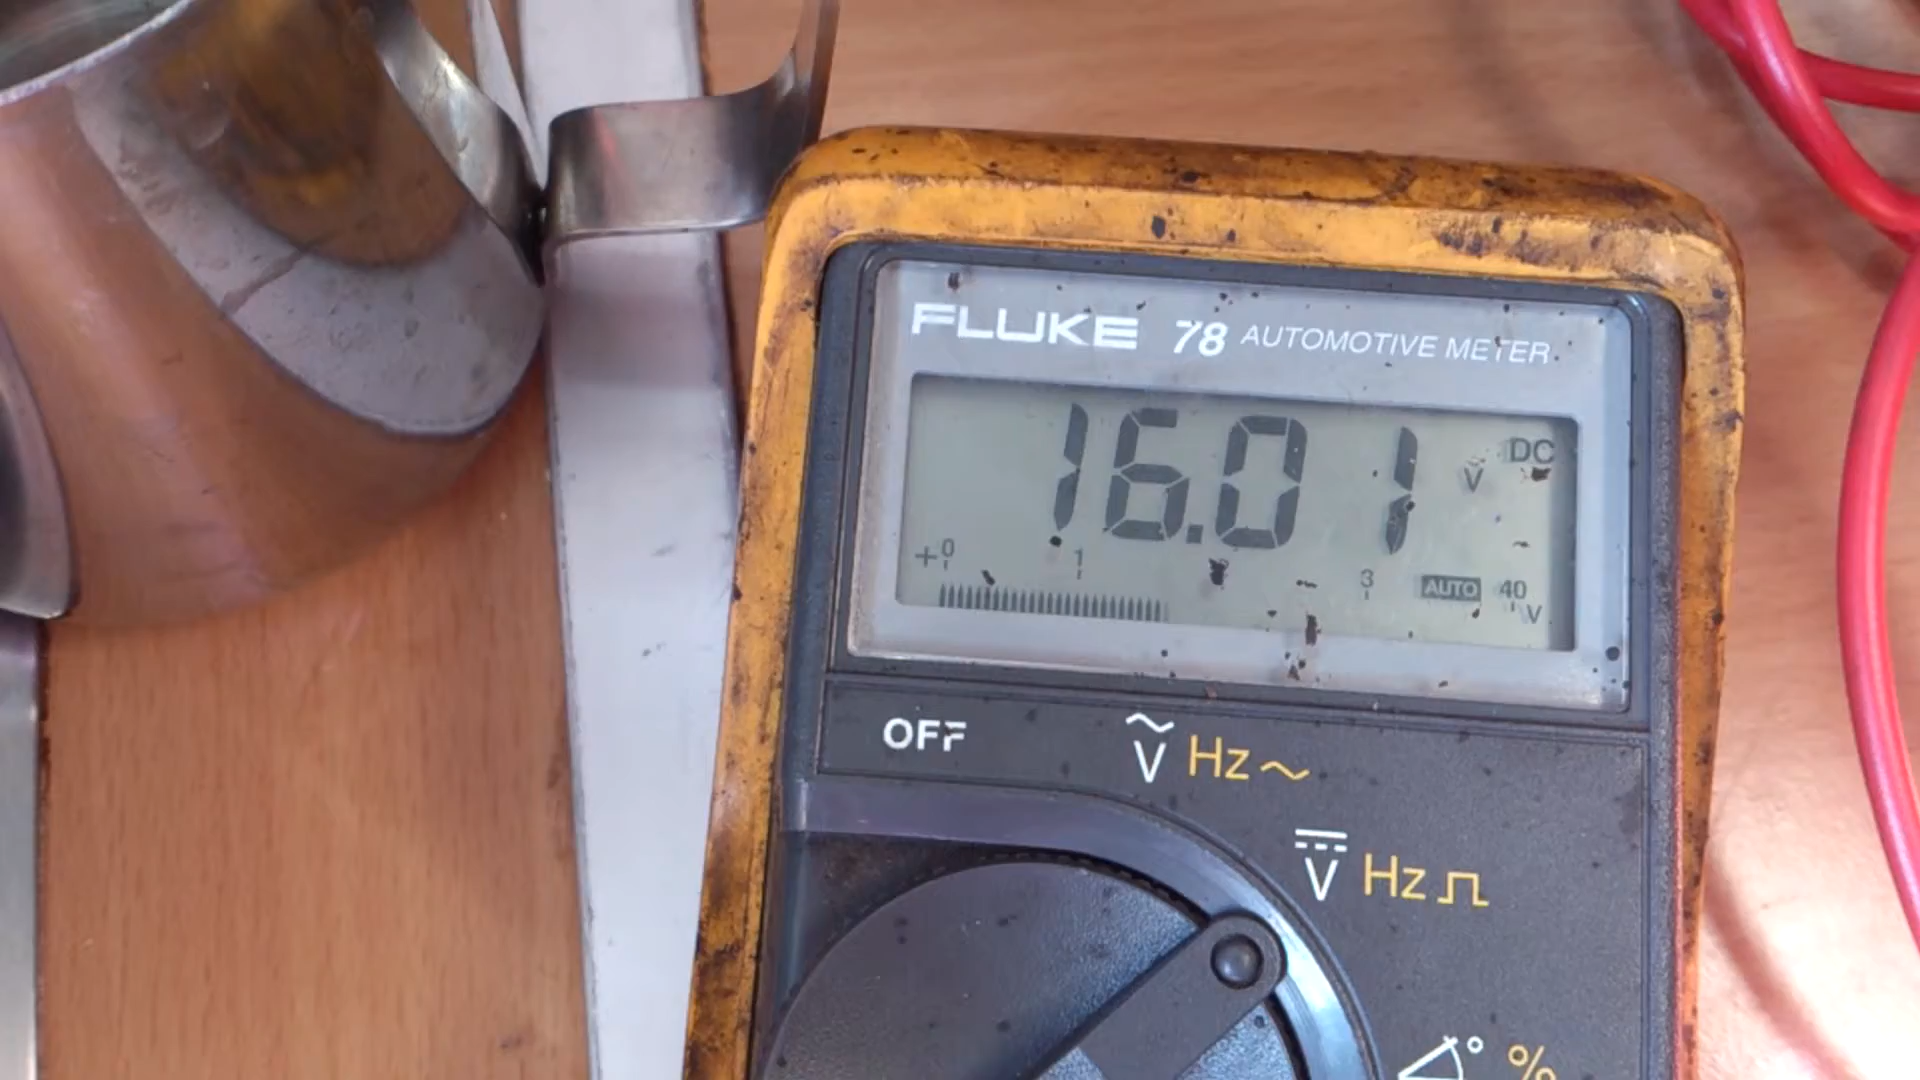 FLUKE 78 AUTOMOTIVE METER
16.01 V DC
+0 1 3 AUTO 40 V
OFF V Hz
V Hz
° %